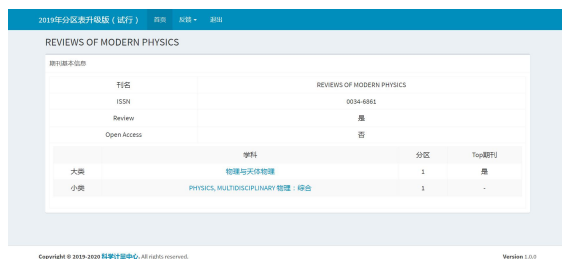 2019年分区表升级版（试行） 首页 反馈 退出
REVIEWS OF MODERN PHYSICS
期刊基本信息
刊名 REVIEWS OF MODERN PHYSICS
ISSN 0034-6861
Review 是
Open Access 否
学科 分区 Top期刊
大类 物理与天体物理 1 是
小类 PHYSICS, MULTIDISCIPLINARY 物理：综合 1 -
Copyright © 2019-2020 科学计量中心. All rights reserved. Version 1.0.0